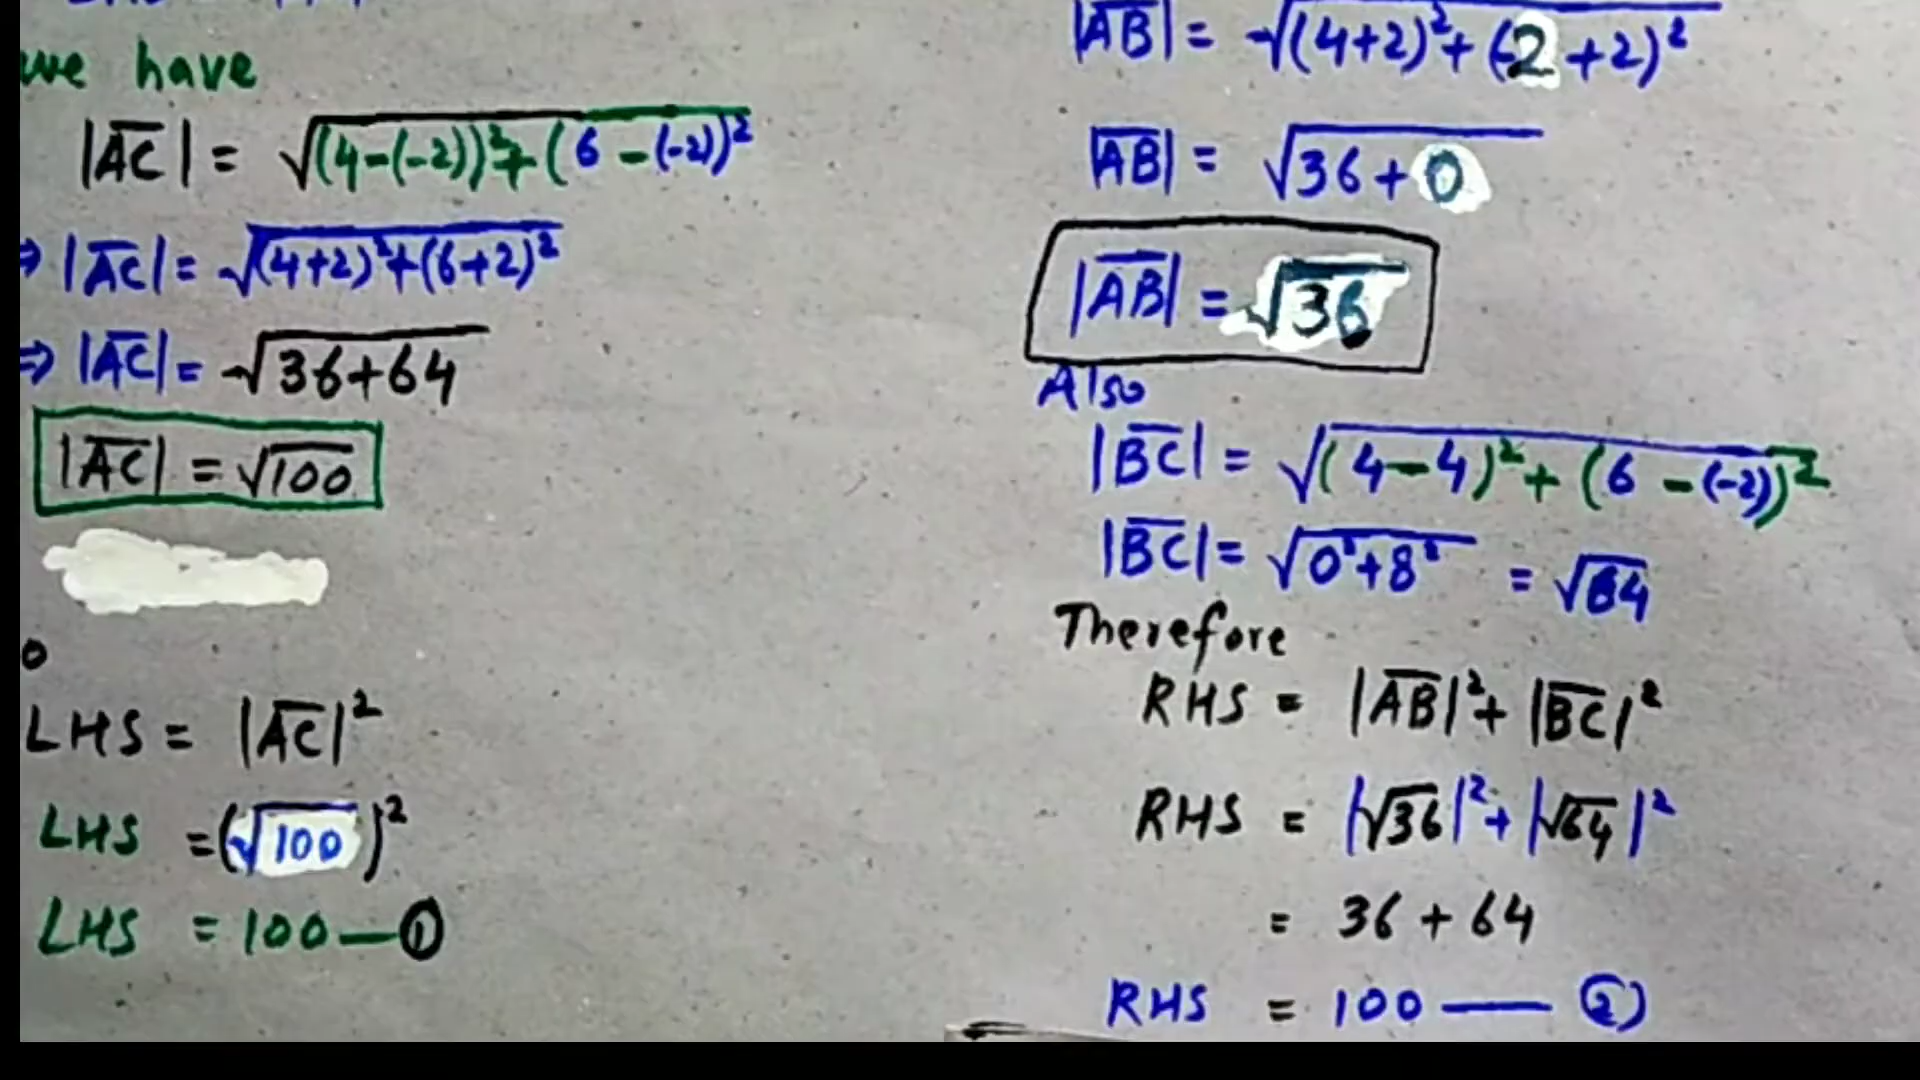 we have
|AC| = √(4-(-2))²+(6-(-2))²
⇒ |AC| = √(4+2)²+(6+2)²
⇒ |AC| = √36+64
|AC| = √100
o
LHS = |AC|²
LHS = (√100)²
LHS = 100 — ①
|AB| = √(4+2)²+(-2+2)²
|AB| = √36+0
|AB| = √36
Also
|BC| = √(4-4)²+(6-(-2))²
|BC| = √0²+8² = √64
Therefore
RHS = |AB|²+|BC|²
RHS = |√36|²+|√64|²
= 36+64
RHS = 100 — ②